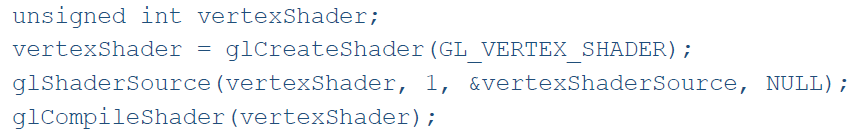 unsigned int vertexShader;
vertexShader = glCreateShader(GL_VERTEX_SHADER);
glShaderSource(vertexShader, 1, &vertexShaderSource, NULL);
glCompileShader(vertexShader);